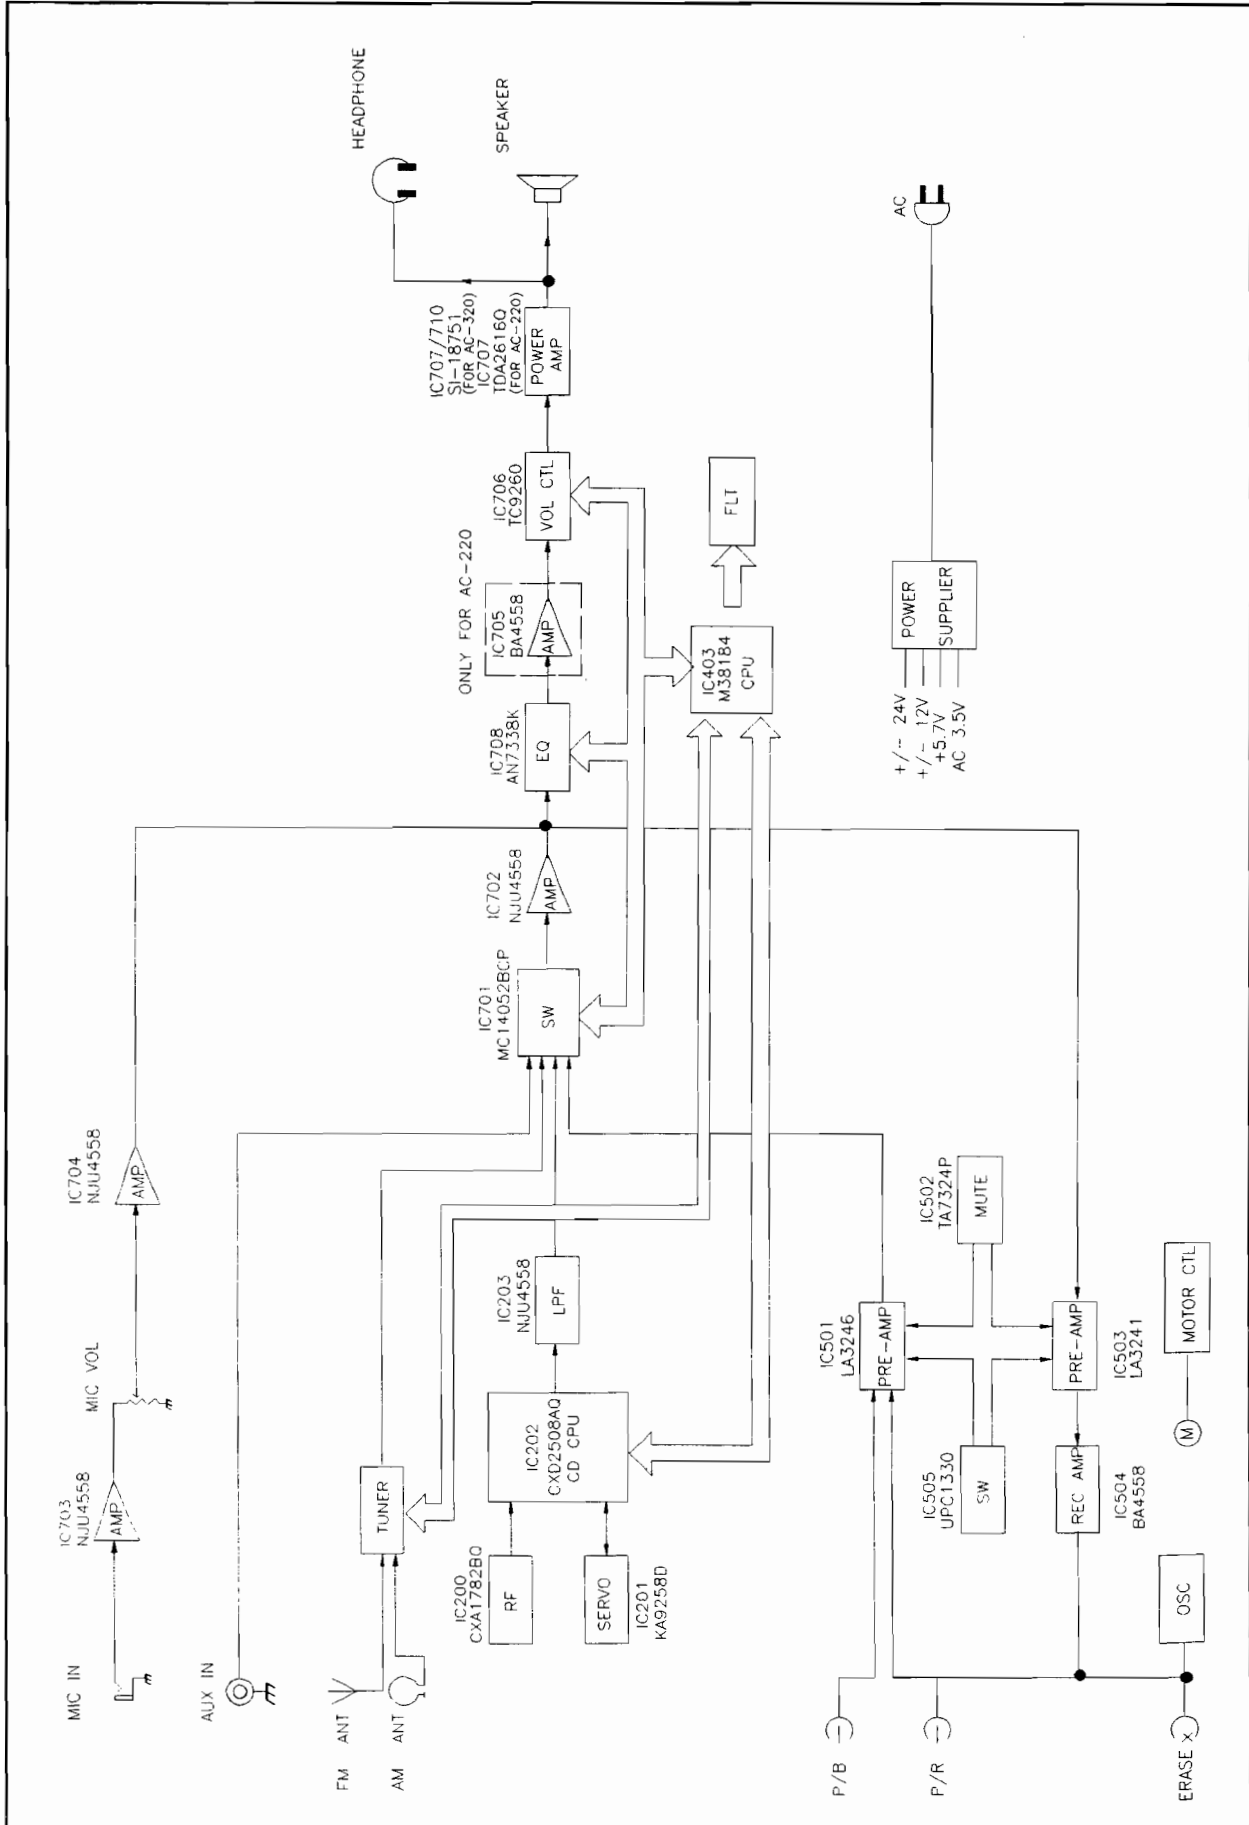 MIC IN
IC703
NJU4558
AMP
MIC VOL
IC704
NJU4558
AMP
AUX IN
FM ANT
AM ANT
TUNER
IC200
CXA1782BQ
RF
SERVO
IC201
KA9258D
IC202
CXD2508AQ
CD CPU
IC203
NJU4558
LPF
IC701
MC14052BCP
SW
IC702
NJU4558
AMP
IC708
AN7338K
EQ
ONLY FOR AC-220
IC705
BA4558
AMP
IC706
TC9260
VOL CTL
IC707/710
SI-18751
(FOR AC-320)
IC707
TDA2616Q
(FOR AC-220)
POWER
AMP
HEADPHONE
SPEAKER
IC403
M38184
CPU
FLT
P/B
P/R
ERASE
IC501
LA3246
PRE-AMP
IC502
TA7324P
MUTE
IC505
UPC1330
SW
PRE-AMP
IC503
LA3241
REC AMP
IC504
BA4558
OSC
M
MOTOR CTL
+/- 24V
+/- 12V
+5.7V
AC 3.5V
POWER
SUPPLIER
AC